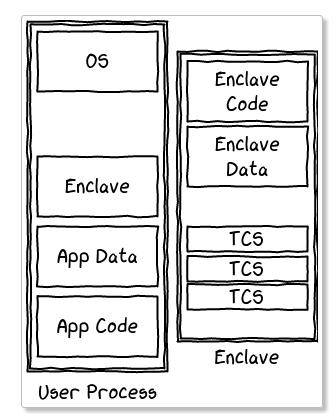 OS
Enclave
App Data
App Code
User Process
Enclave
Code
Enclave
Data
TCS
TCS
TCS
Enclave